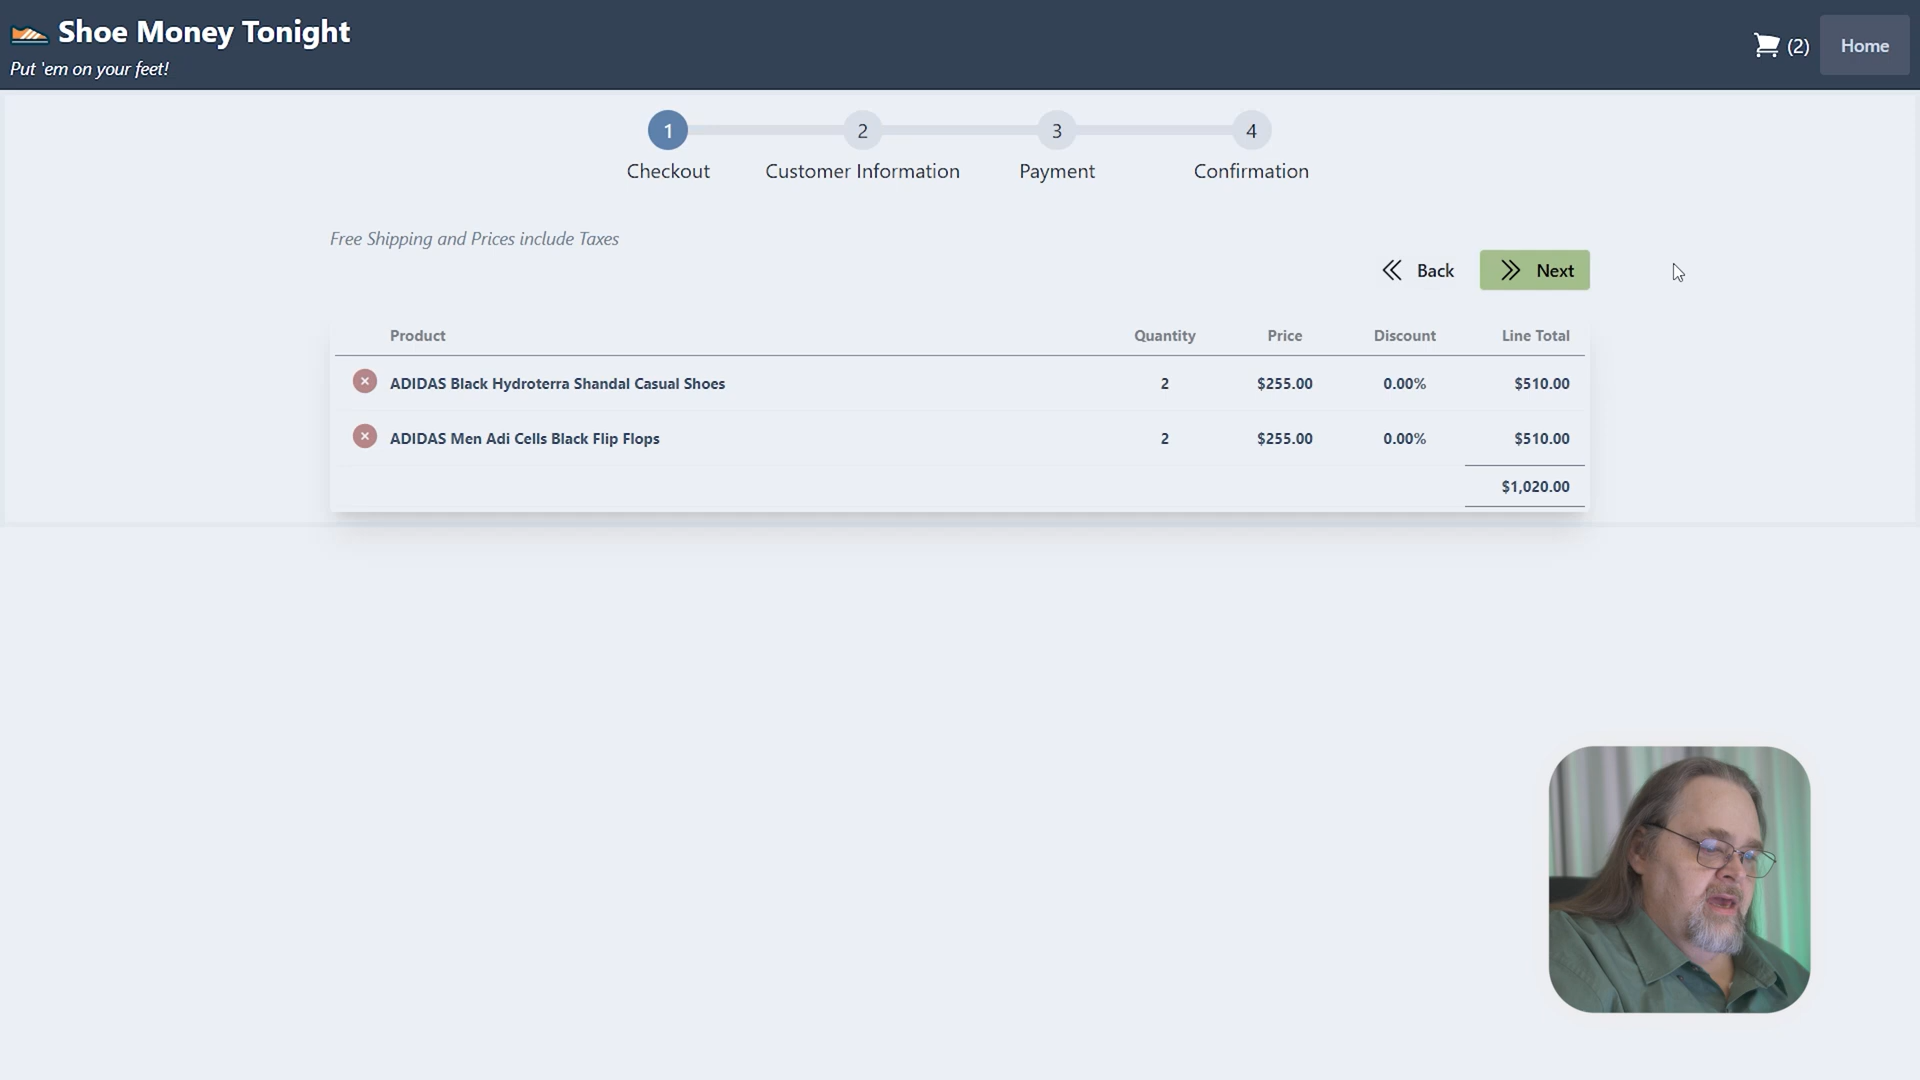 Shoe Money Tonight
Put 'em on your feet!
(2) Home
1 2 3 4
Checkout Customer Information Payment Confirmation
Free Shipping and Prices include Taxes
Back Next
Product Quantity Price Discount Line Total
ADIDAS Black Hydroterra Shandal Casual Shoes 2 $255.00 0.00% $510.00
ADIDAS Men Adi Cells Black Flip Flops 2 $255.00 0.00% $510.00
$1,020.00